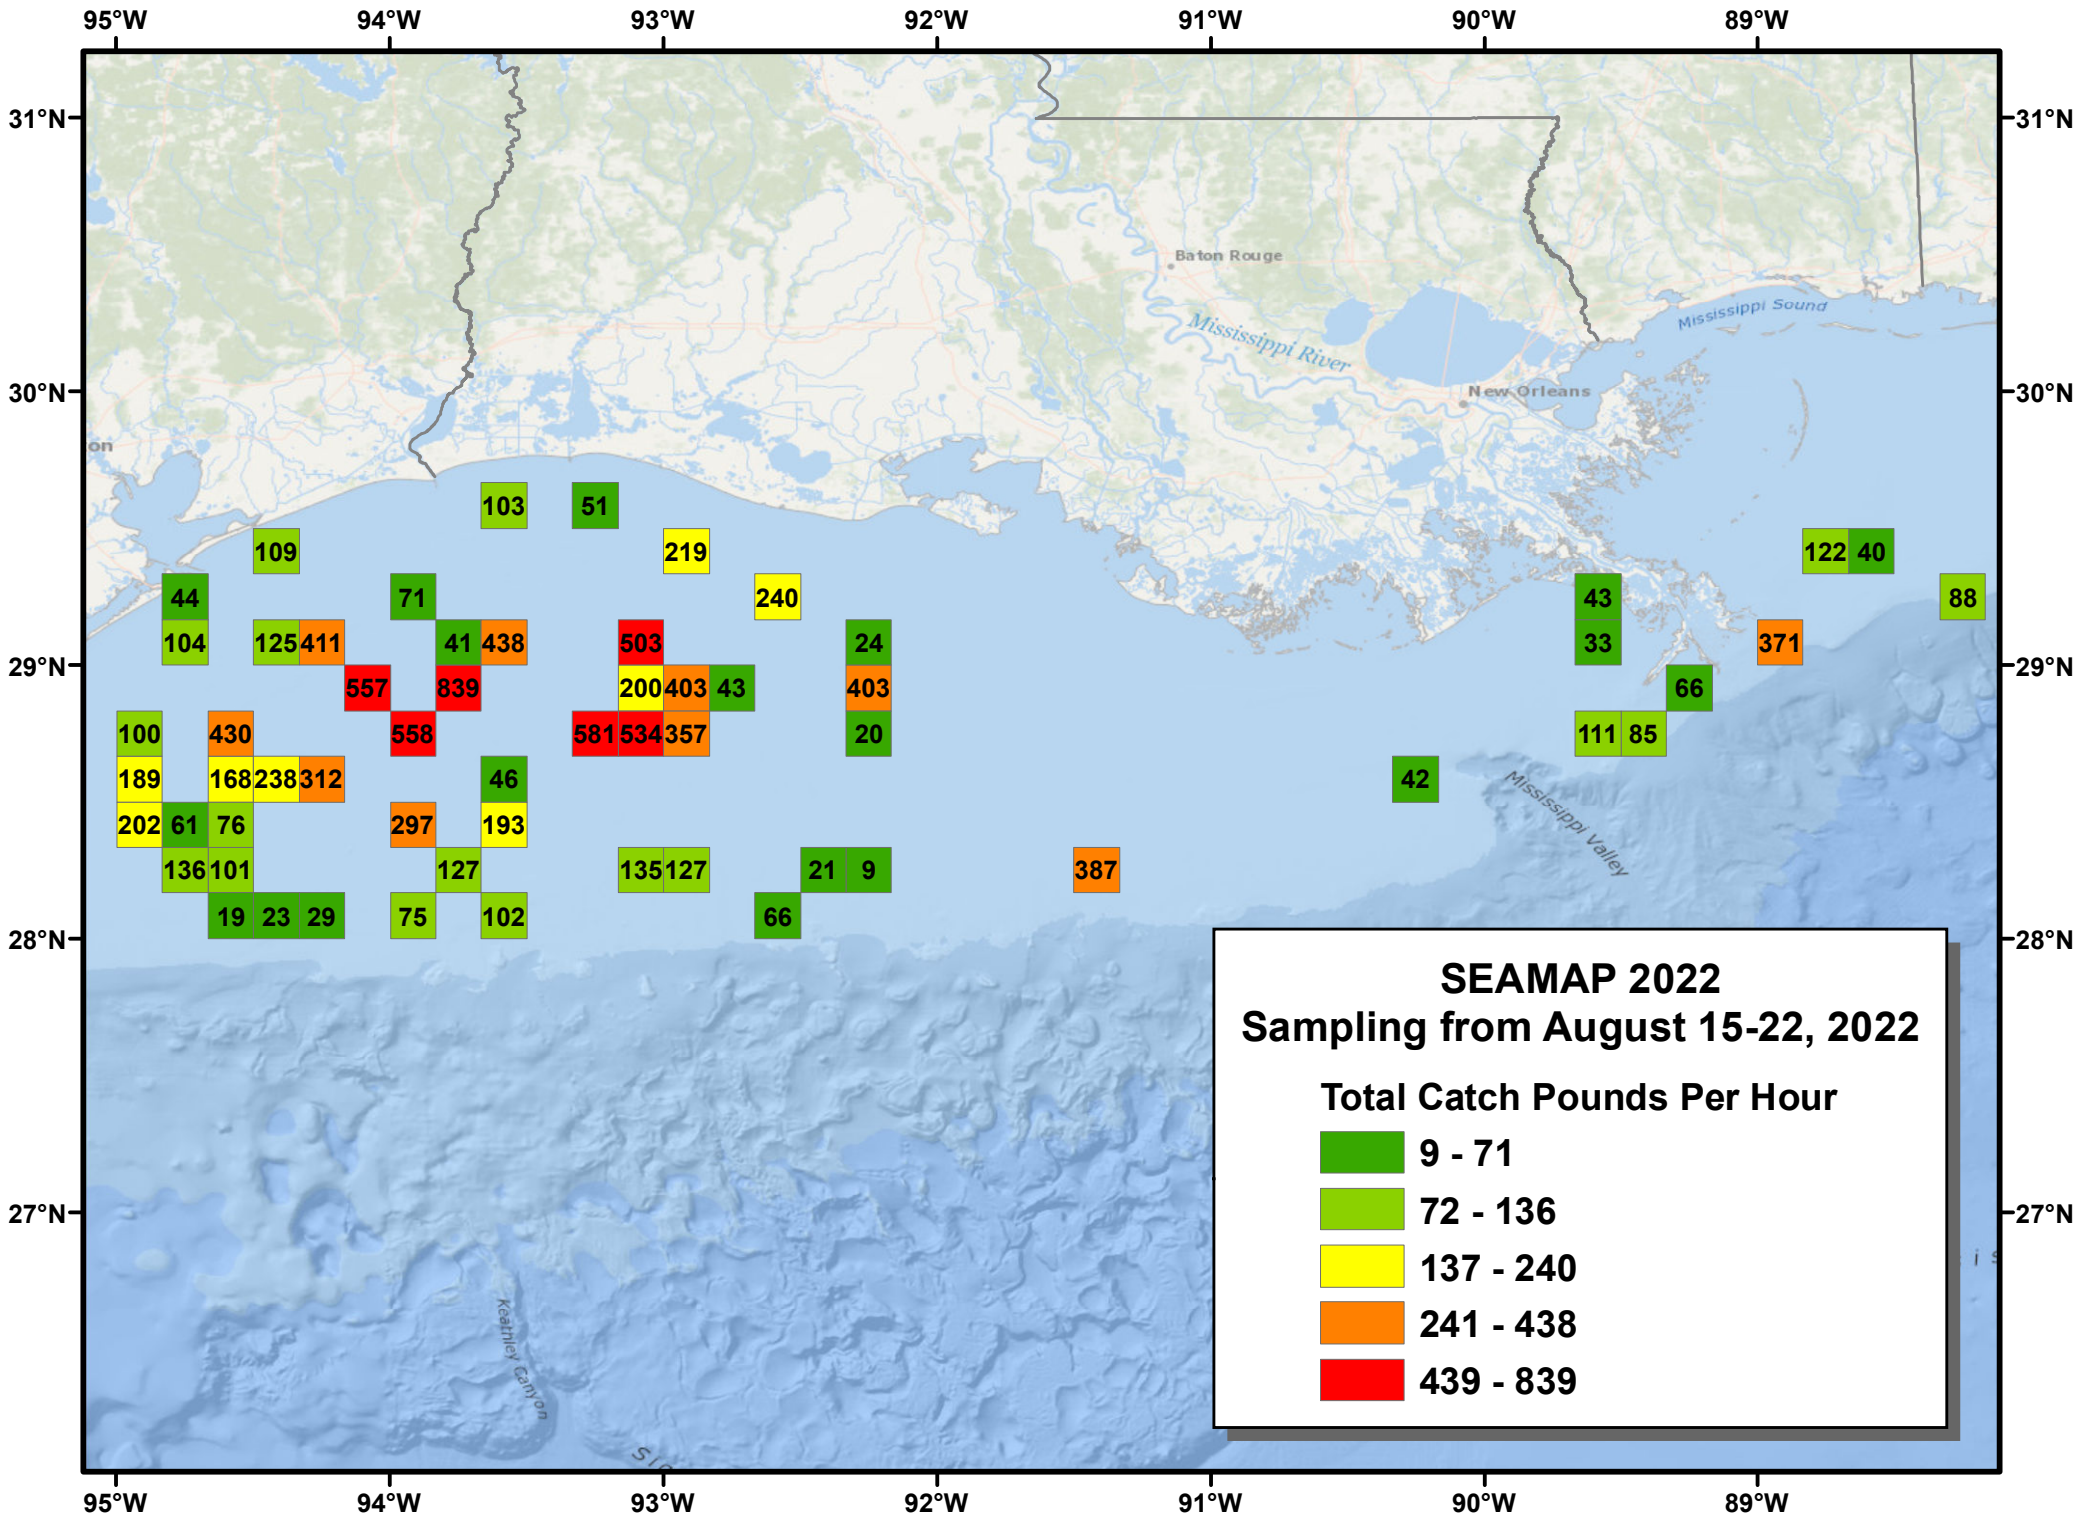 95°W 94°W 93°W 92°W 91°W 90°W 89°W
31°N 31°N
Baton Rouge
Mississippi Sound
Mississippi River
30°N 30°N
New Orleans
on
103 51
109 219 122 40
44 71 240 43 88
104 125 411 41 438 503 24 33 371
29°N 29°N
557 839 200 403 43 403 66
100 430 558 581 534 357 20 111 85
189 168 238 312 46 42
Mississippi Valley
202 61 76 297 193
136 101 127 135 127 21 9 387
19 23 29 75 102 66
28°N 28°N
SEAMAP 2022
Sampling from August 15-22, 2022
Total Catch Pounds Per Hour
9 - 71
72 - 136
27°N 27°N
137 - 240
241 - 438
439 - 839
Keathley Canyon
95°W 94°W 93°W 92°W 91°W 90°W 89°W